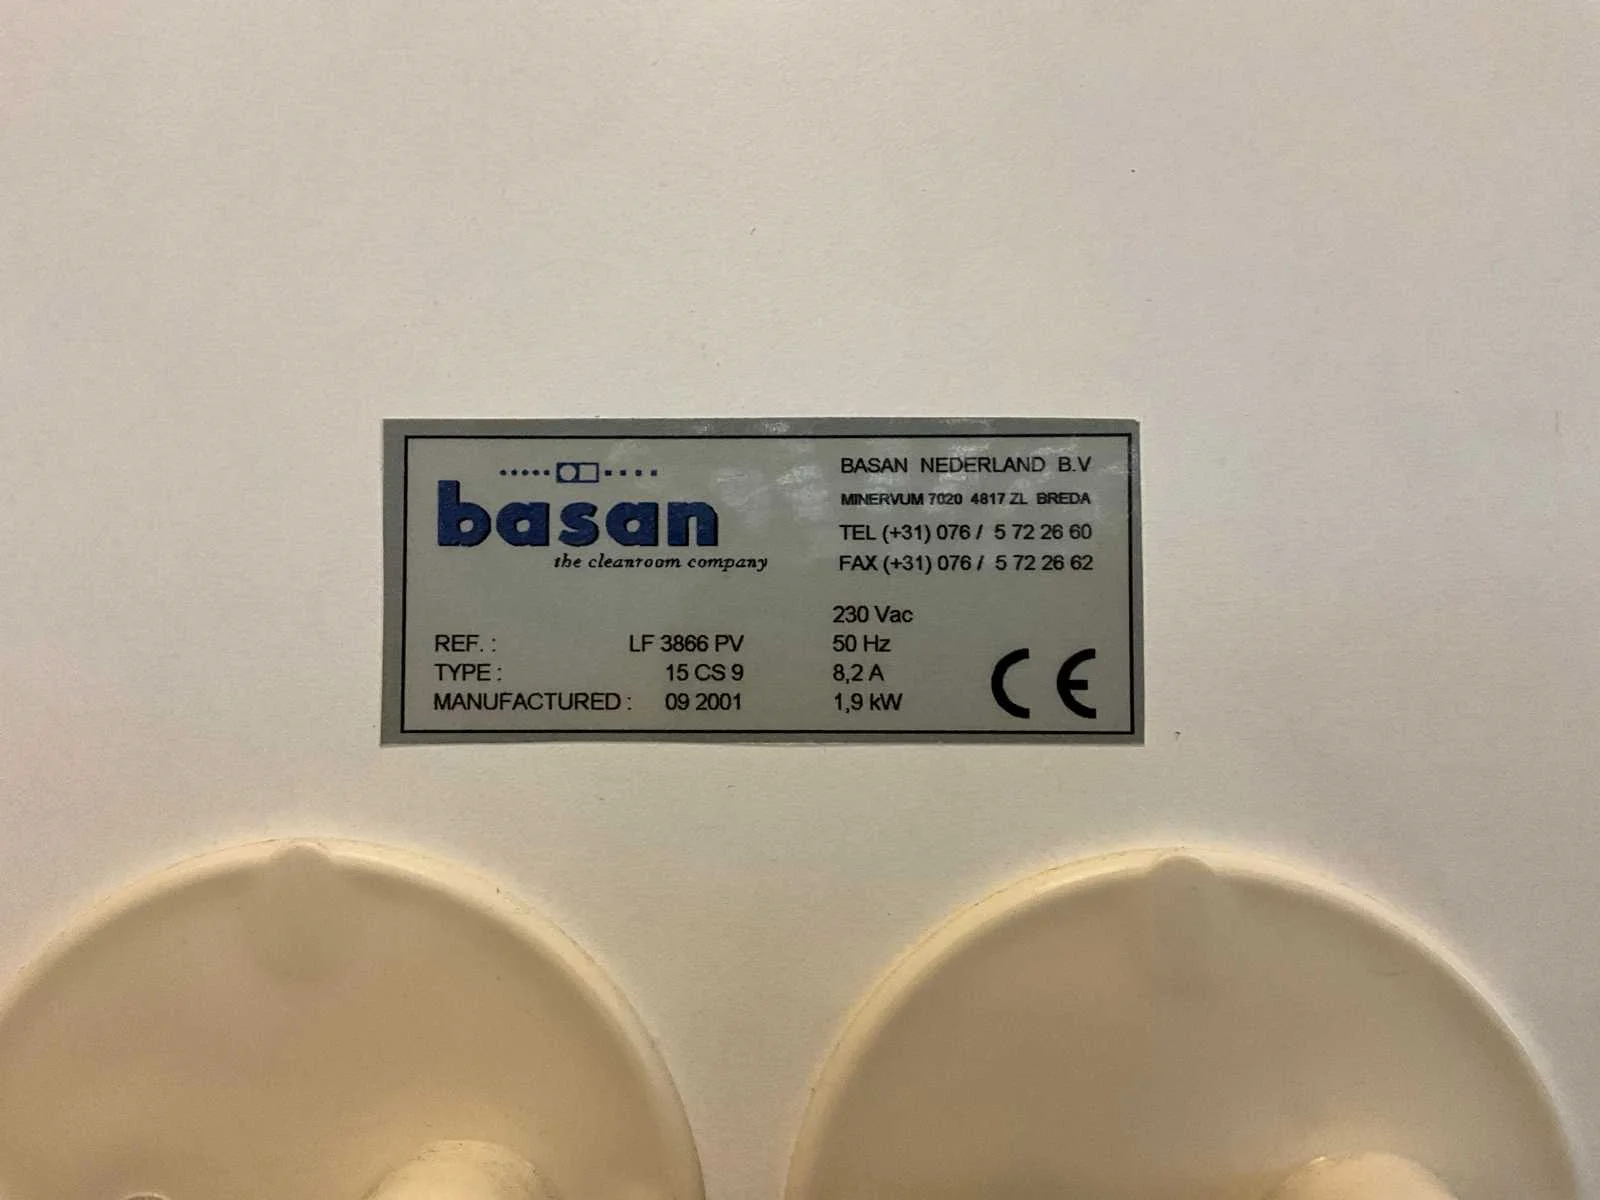 basan
the cleanroom company
BASAN NEDERLAND B.V
MINERVUM 7020 4817 ZL BREDA
TEL (+31) 076 / 5 72 26 60
FAX (+31) 076 / 5 72 26 62
REF. : LF 3866 PV
TYPE : 15 CS 9
MANUFACTURED : 09 2001
230 Vac
50 Hz
8,2 A
1,9 kW
CE